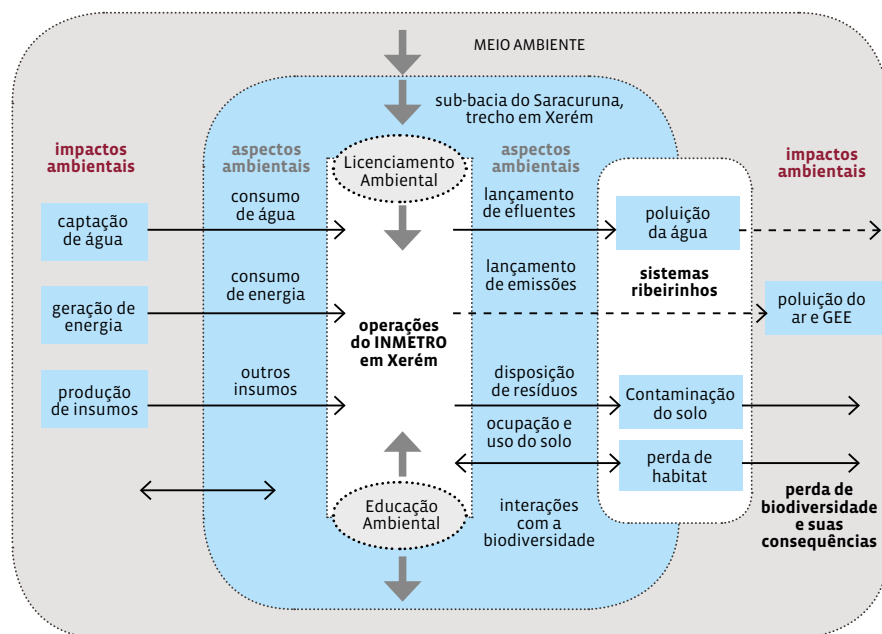 MEIO AMBIENTE
sub-bacia do Saracuruna,
trecho em Xerém
impactos
ambientais
aspectos
ambientais
Licenciamento
Ambiental
aspectos
ambientais
impactos
ambientais
captação
de água
consumo
de água
lançamento
de efluentes
poluição
da água
geração de
energia
consumo
de energia
operações
do INMETRO
em Xerém
lançamento
de emissões
sistemas
ribeirinhos
poluição do
ar e GEE
produção
de insumos
outros
insumos
disposição
de resíduos
Contaminação
do solo
ocupação e
uso do solo
perda de
habitat
Educação
Ambiental
interações
com a
biodiversidade
perda de
biodiversidade
e suas
consequências